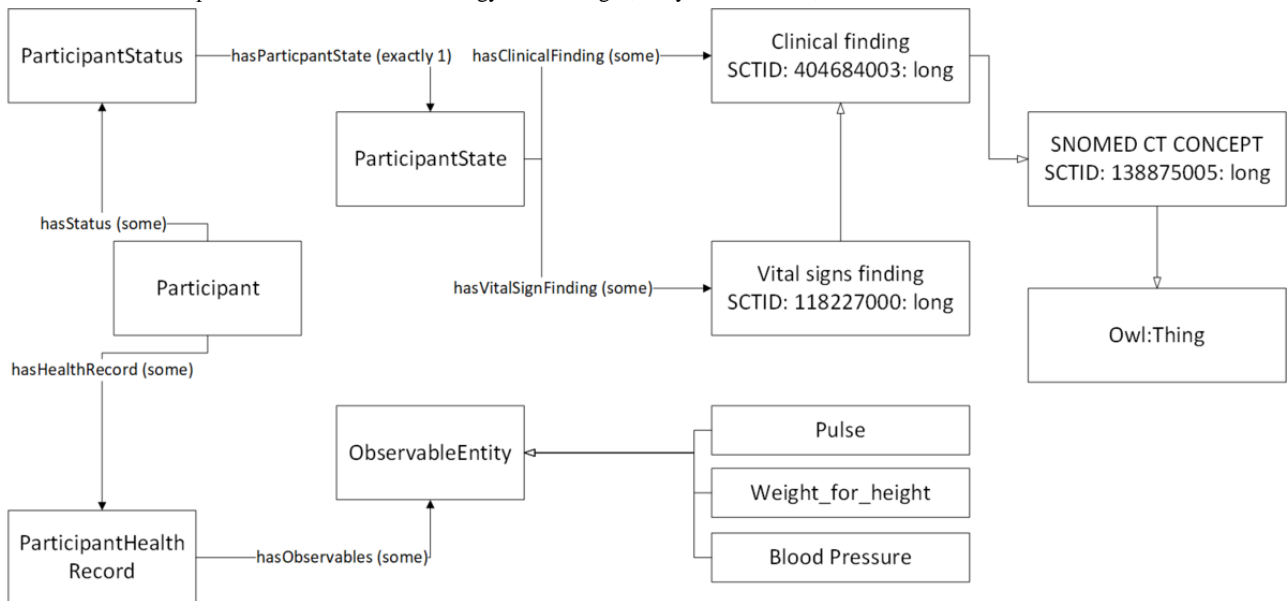 ParticipantStatus
hasParticpantState (exactly 1)
hasClinicalFinding (some)
Clinical finding
SCTID: 404684003: long
ParticipantState
SNOMED CT CONCEPT
SCTID: 138875005: long
hasStatus (some)
Participant
hasVitalSignFinding (some)
Vital signs finding
SCTID: 118227000: long
Owl:Thing
hasHealthRecord (some)
ObservableEntity
Pulse
Weight_for_height
Blood Pressure
ParticipantHealth
Record
hasObservables (some)